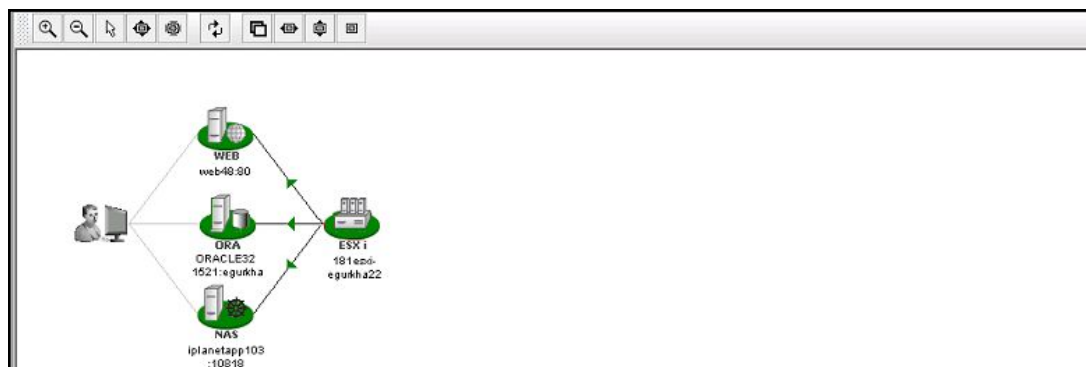 WEB
web48:80
ORA
ORACLE32
1521:egurkha
ESX i
181esxi-
egurkha22
NAS
iplanetapp103
:10818